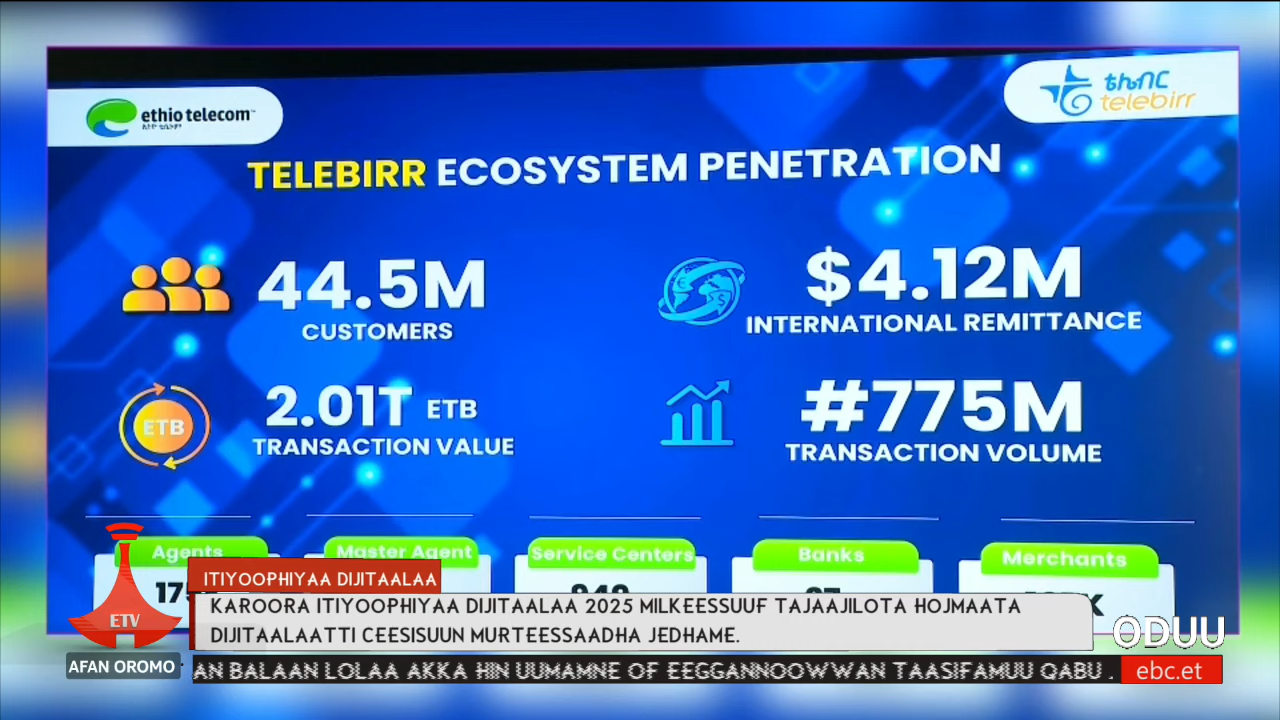 ethio telecom
ኢትዮ ቴሌኮም
ቴሌብር
telebirr
TELEBIRR ECOSYSTEM PENETRATION
44.5M
CUSTOMERS
$4.12M
INTERNATIONAL REMITTANCE
ETB
2.01T ETB
TRANSACTION VALUE
#775M
TRANSACTION VOLUME
Agents
Master Agent
Service Centers
Banks
Merchants
ITIYOOPHIYAA DIJITAALAA
KAROORA ITIYOOPHIYAA DIJITAALAA 2025 MILKEESSUUF TAJAAJILOTA HOJMAATA
DIJITAALAATTI CEESISUUN MURTEESSAADHA JEDHAME.
ETV
AFAN OROMO
ODUU
AN BALAAN LOLAA AKKA HIN UUMAMNE OF EEGGANNOOWWAN TAASIFAMUU QABU .
ebc.et